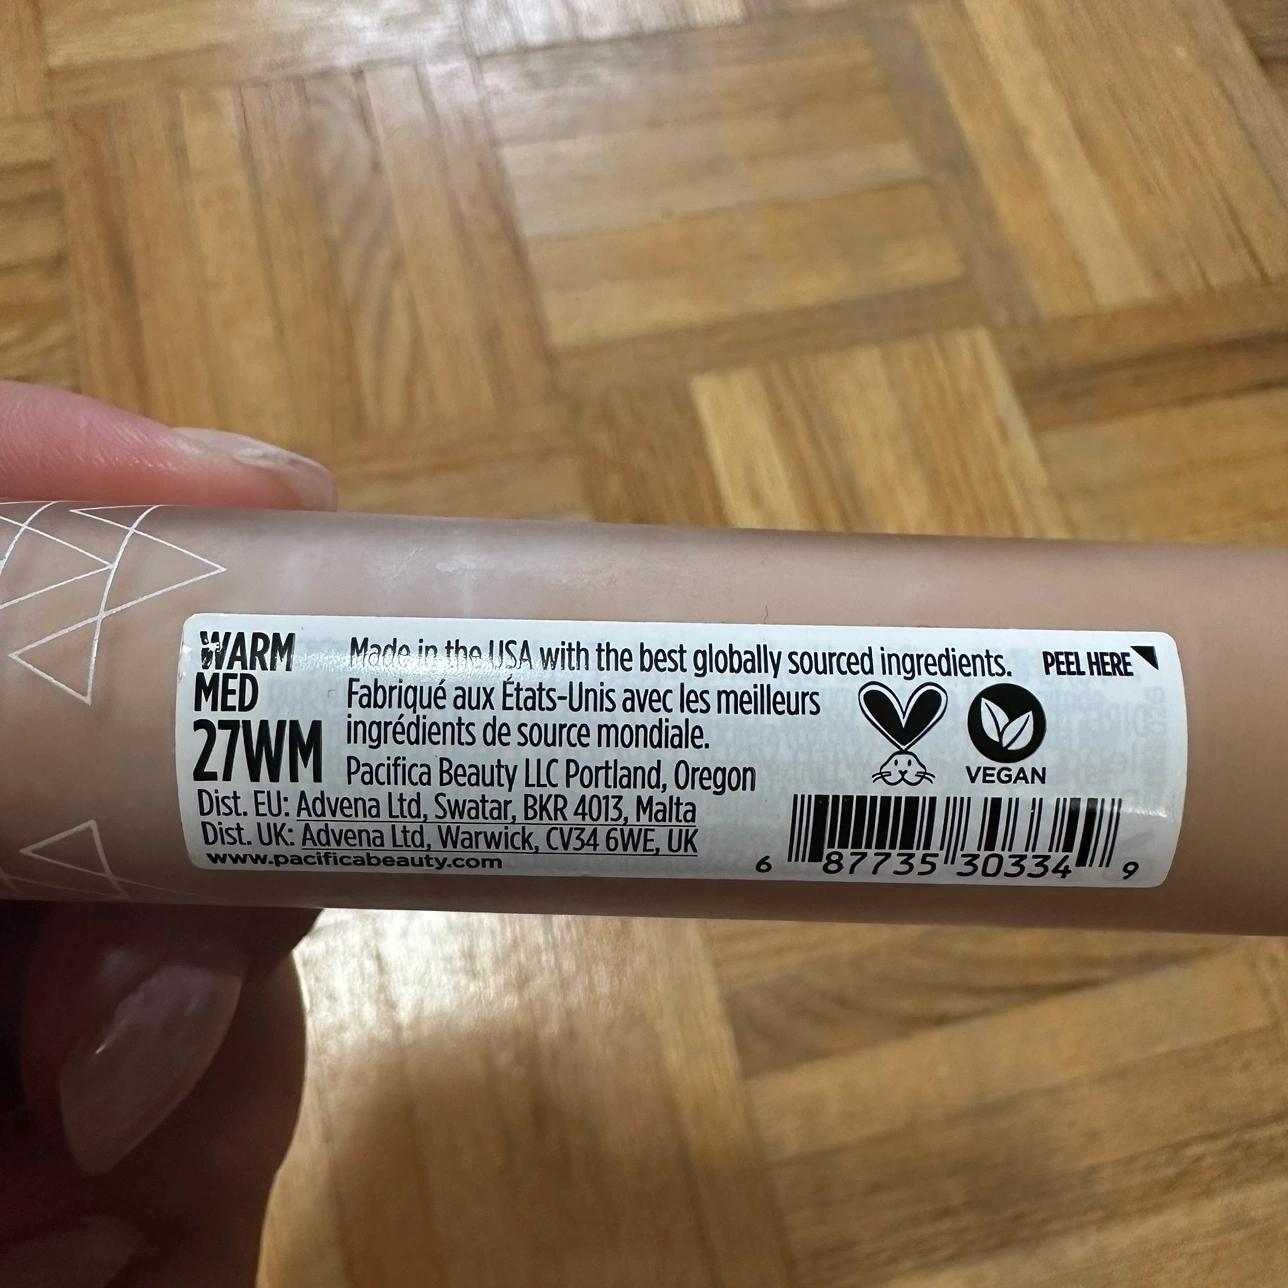 WARM
MED
27WM
Made in the USA with the best globally sourced ingredients.
PEEL HERE
Fabriqué aux États-Unis avec les meilleurs
ingrédients de source mondiale.
Pacifica Beauty LLC Portland, Oregon
VEGAN
Dist. EU: Advena Ltd, Swatar, BKR 4013, Malta
Dist. UK: Advena Ltd, Warwick, CV34 6WE, UK
www.pacificabeauty.com
6 87735 30334 9